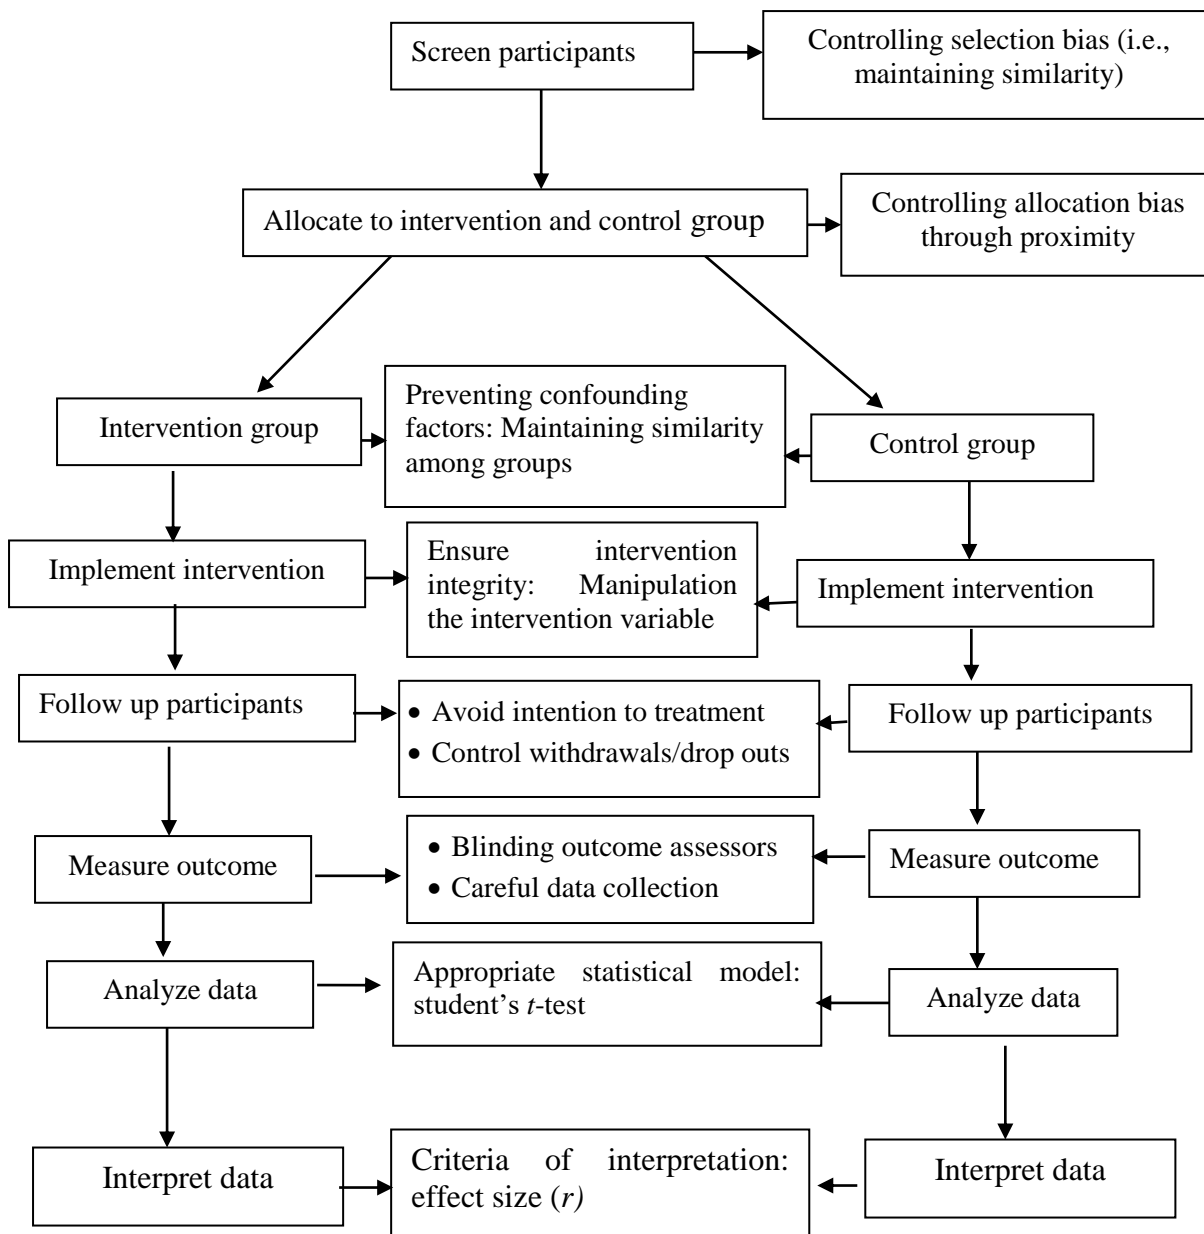 Screen participants
Controlling selection bias (i.e.,
maintaining similarity)
Allocate to intervention and control group
Controlling allocation bias
through proximity
Intervention group
Preventing confounding
factors: Maintaining similarity
among groups
Control group
Implement intervention
Ensure intervention
integrity: Manipulation
the intervention variable
Implement intervention
Follow up participants
• Avoid intention to treatment
• Control withdrawals/drop outs
Follow up participants
Measure outcome
• Blinding outcome assessors
• Careful data collection
Measure outcome
Analyze data
Appropriate statistical model:
student’s t-test
Analyze data
Interpret data
Criteria of interpretation:
effect size (r)
Interpret data